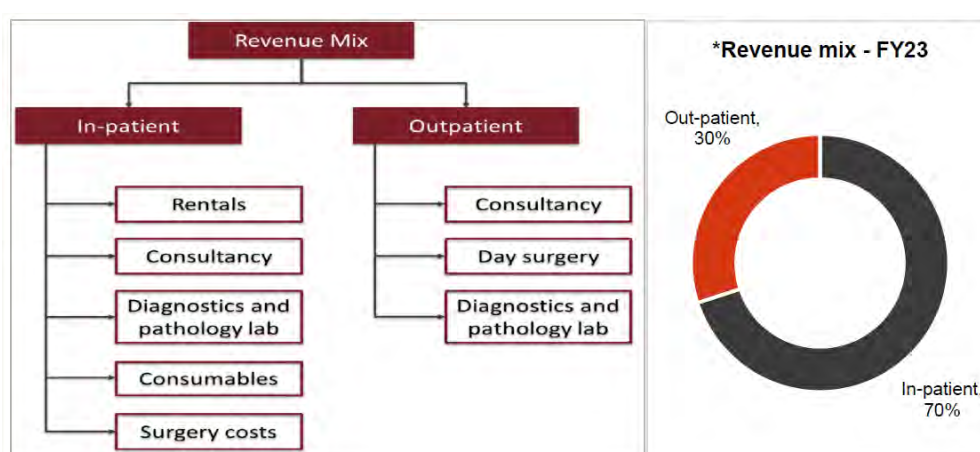 Revenue Mix
In-patient
Rentals
Consultancy
Diagnostics and
pathology lab
Consumables
Surgery costs
Outpatient
Consultancy
Day surgery
Diagnostics and
pathology lab
*Revenue mix - FY23
Out-patient,
30%
In-patient,
70%